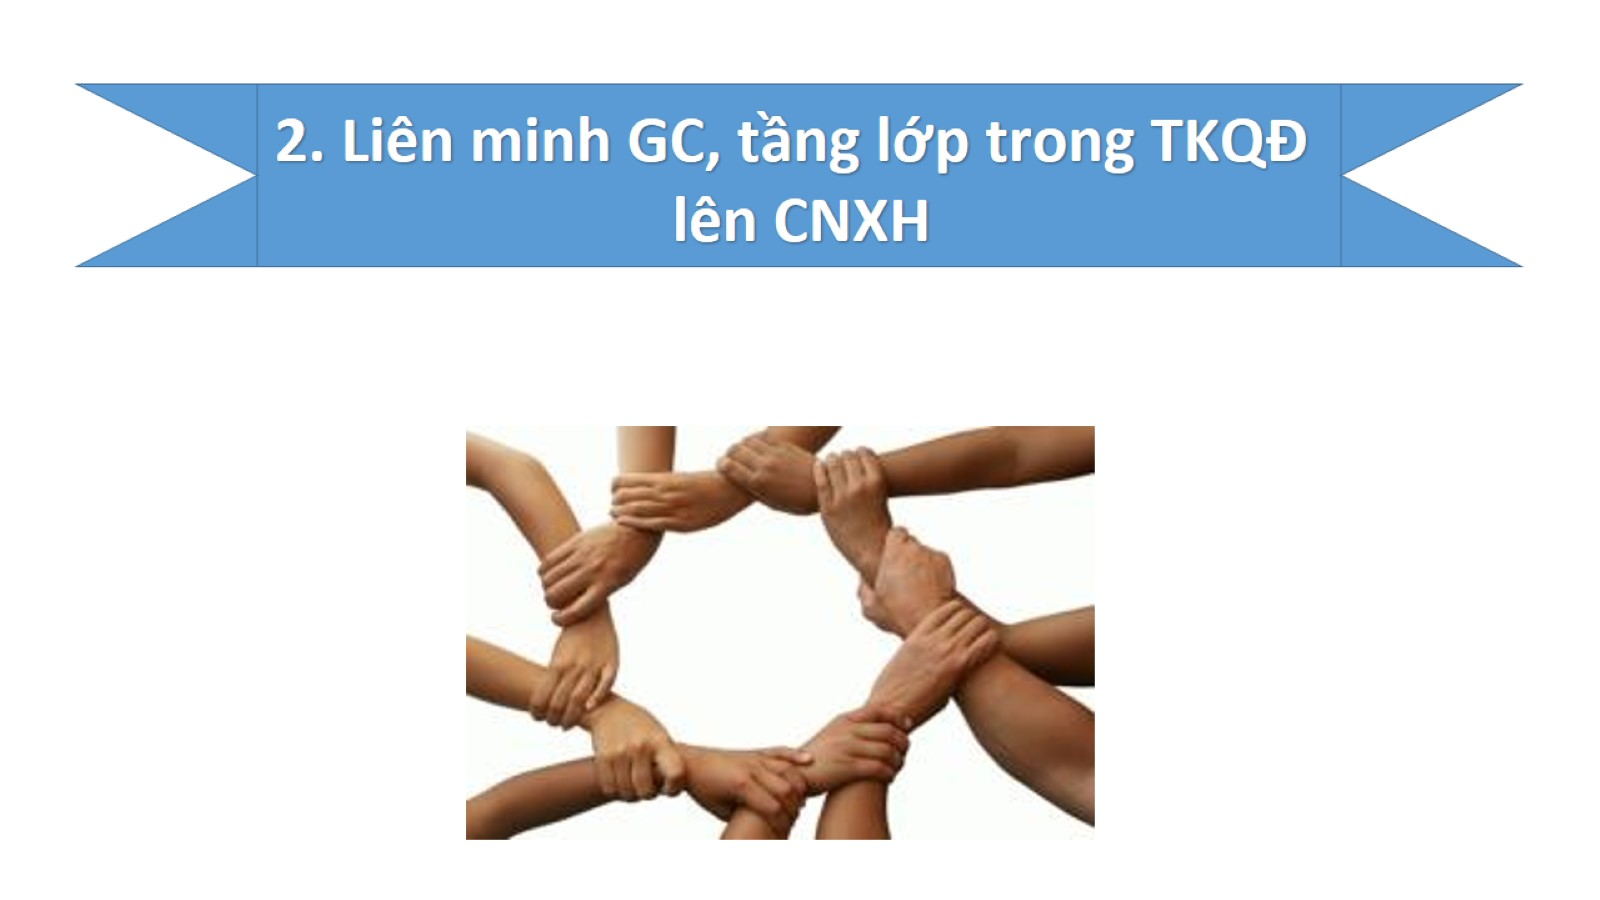 2. Liên minh GC, tầng lớp trong TKQĐ
lên CNXH